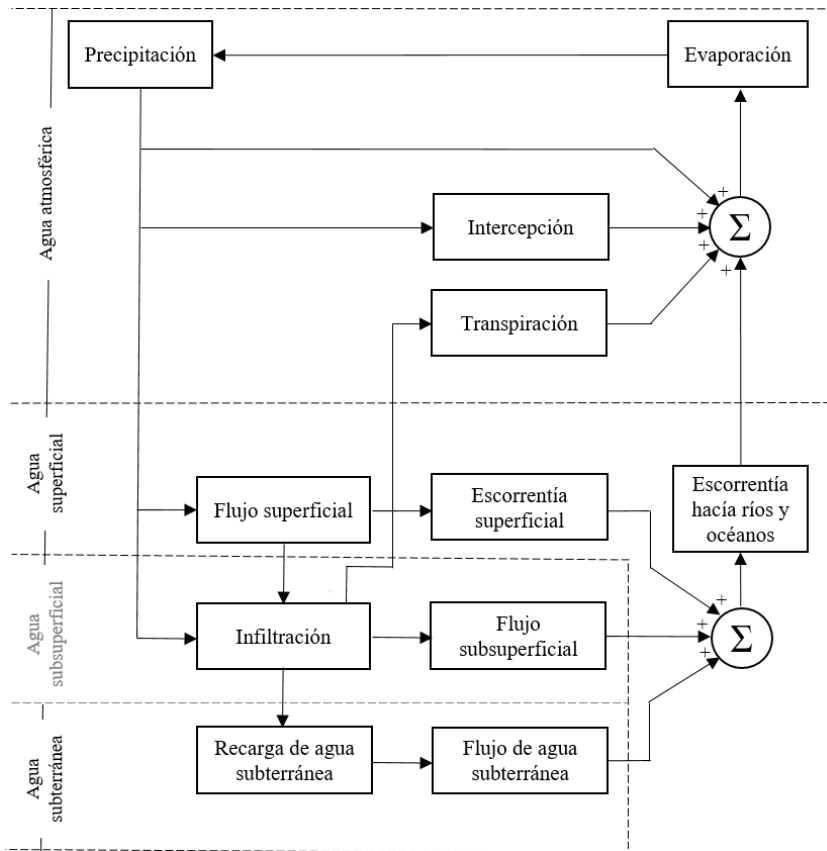 Precipitación
Evaporación
Agua atmosférica
+
Intercepción
+
Σ
+
+
Transpiración
Agua
superficial
Flujo superficial
Escorrentía
superficial
Escorrentía
hacía ríos y
océanos
Agua
subsuperficial
Infiltración
Flujo
subsuperficial
+
+
+
Σ
Agua
subterránea
Recarga de agua
subterránea
Flujo de agua
subterránea